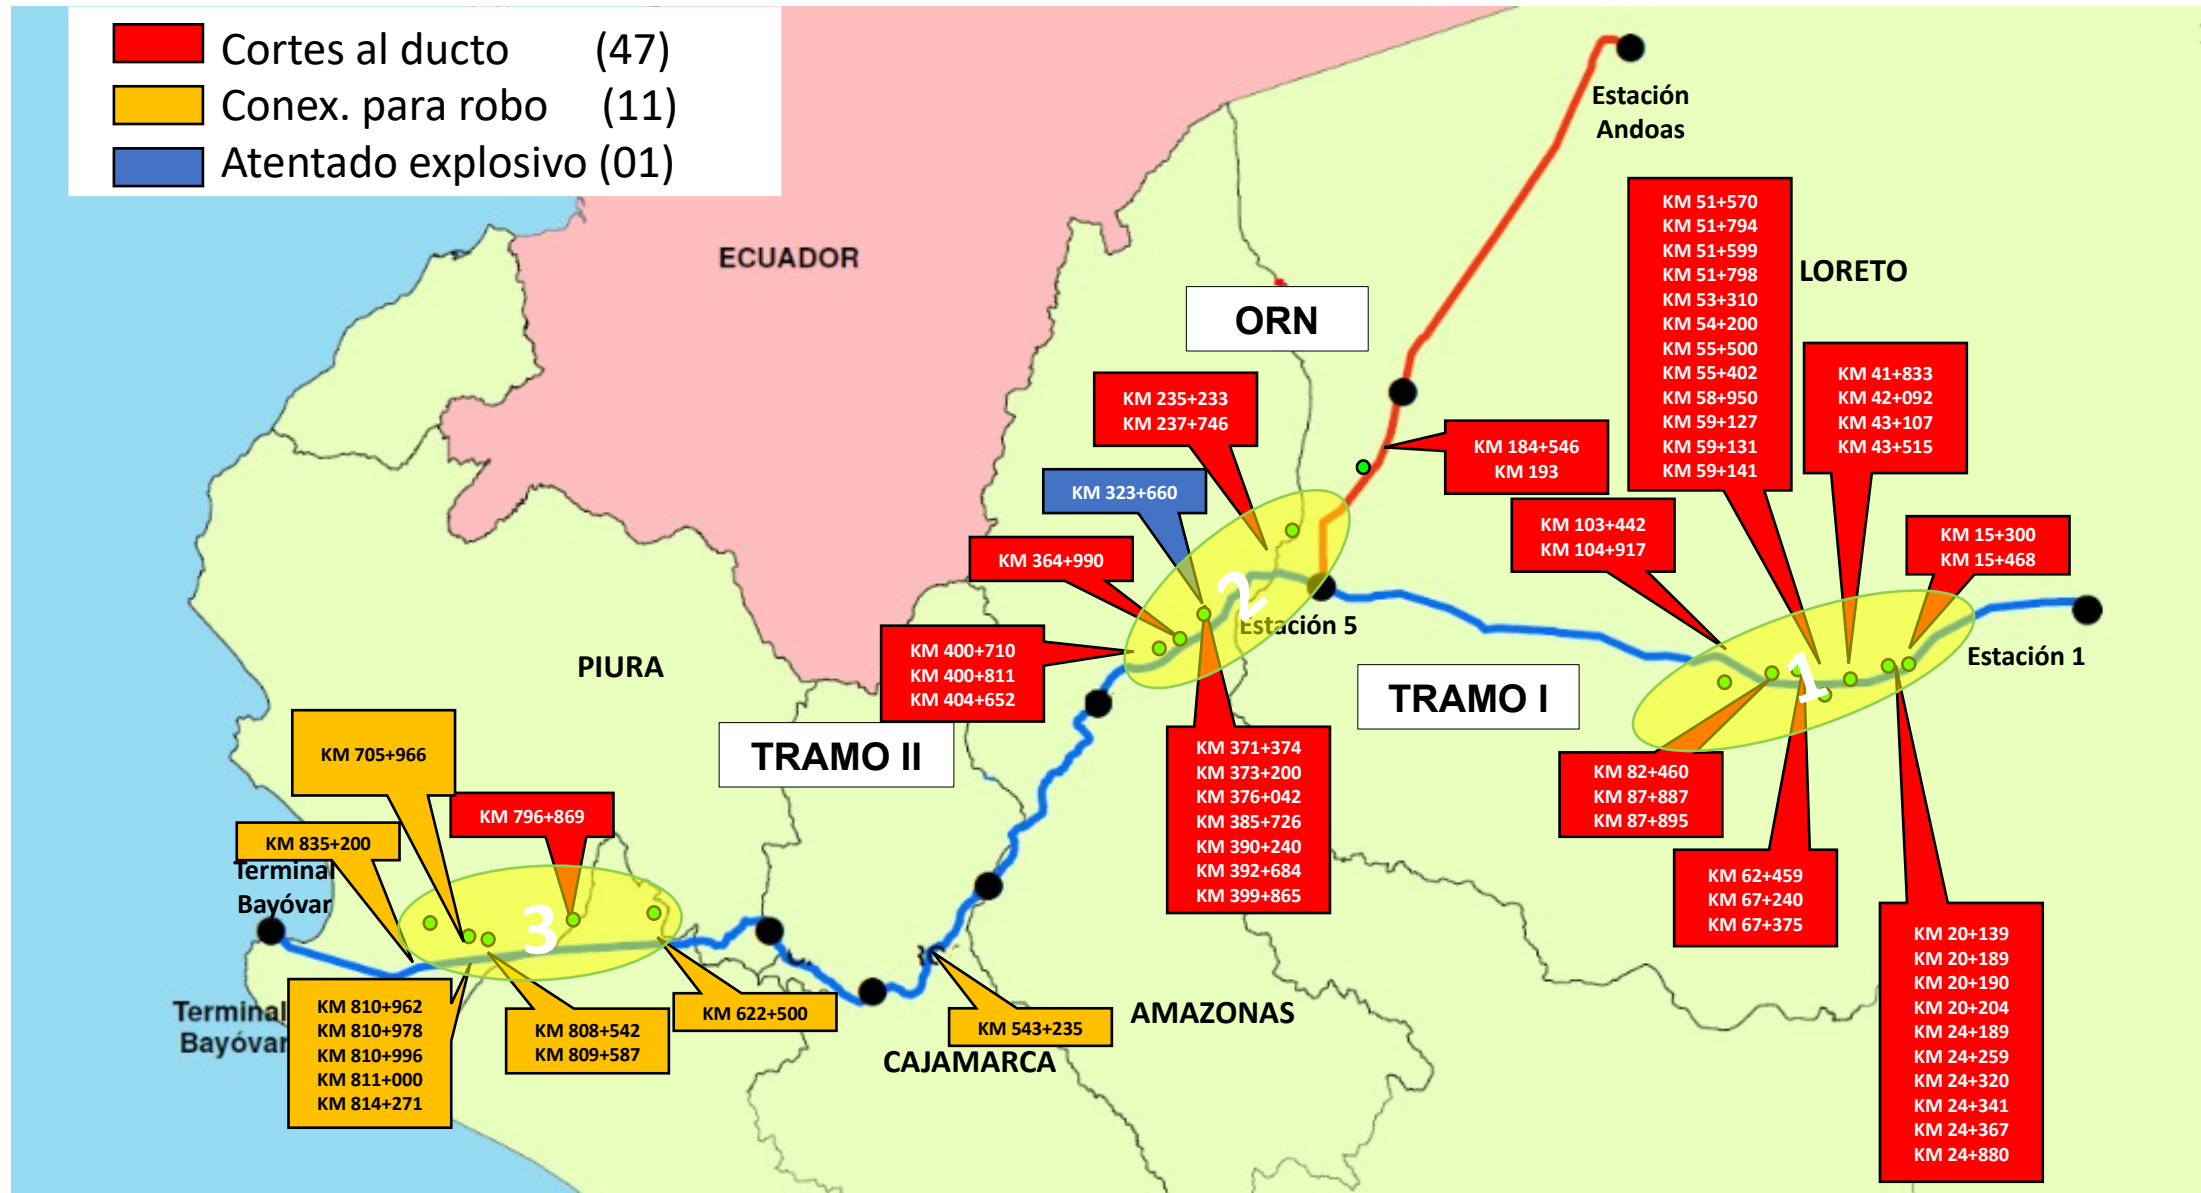 Cortes al ducto (47)
Conex. para robo (11)
Atentado explosivo (01)
Estación
Andoas
ECUADOR
LORETO
ORN
KM 51+570
KM 51+794
KM 51+599
KM 51+798
KM 53+310
KM 54+200
KM 55+500
KM 55+402
KM 58+950
KM 59+127
KM 59+131
KM 59+141
KM 41+833
KM 42+092
KM 43+107
KM 43+515
KM 235+233
KM 237+746
KM 184+546
KM 193
KM 323+660
KM 103+442
KM 104+917
KM 15+300
KM 15+468
KM 364+990
2
Estación 5
KM 400+710
KM 400+811
KM 404+652
PIURA
1
Estación 1
TRAMO I
TRAMO II
KM 371+374
KM 373+200
KM 376+042
KM 385+726
KM 390+240
KM 392+684
KM 399+865
KM 82+460
KM 87+887
KM 87+895
KM 705+966
KM 796+869
KM 835+200
Terminal
Bayóvar
3
KM 62+459
KM 67+240
KM 67+375
KM 20+139
KM 20+189
KM 20+190
KM 20+204
KM 24+189
KM 24+259
KM 24+320
KM 24+341
KM 24+367
KM 24+880
Terminal
Bayóvar
KM 810+962
KM 810+978
KM 810+996
KM 811+000
KM 814+271
KM 808+542
KM 809+587
KM 622+500
KM 543+235
AMAZONAS
CAJAMARCA